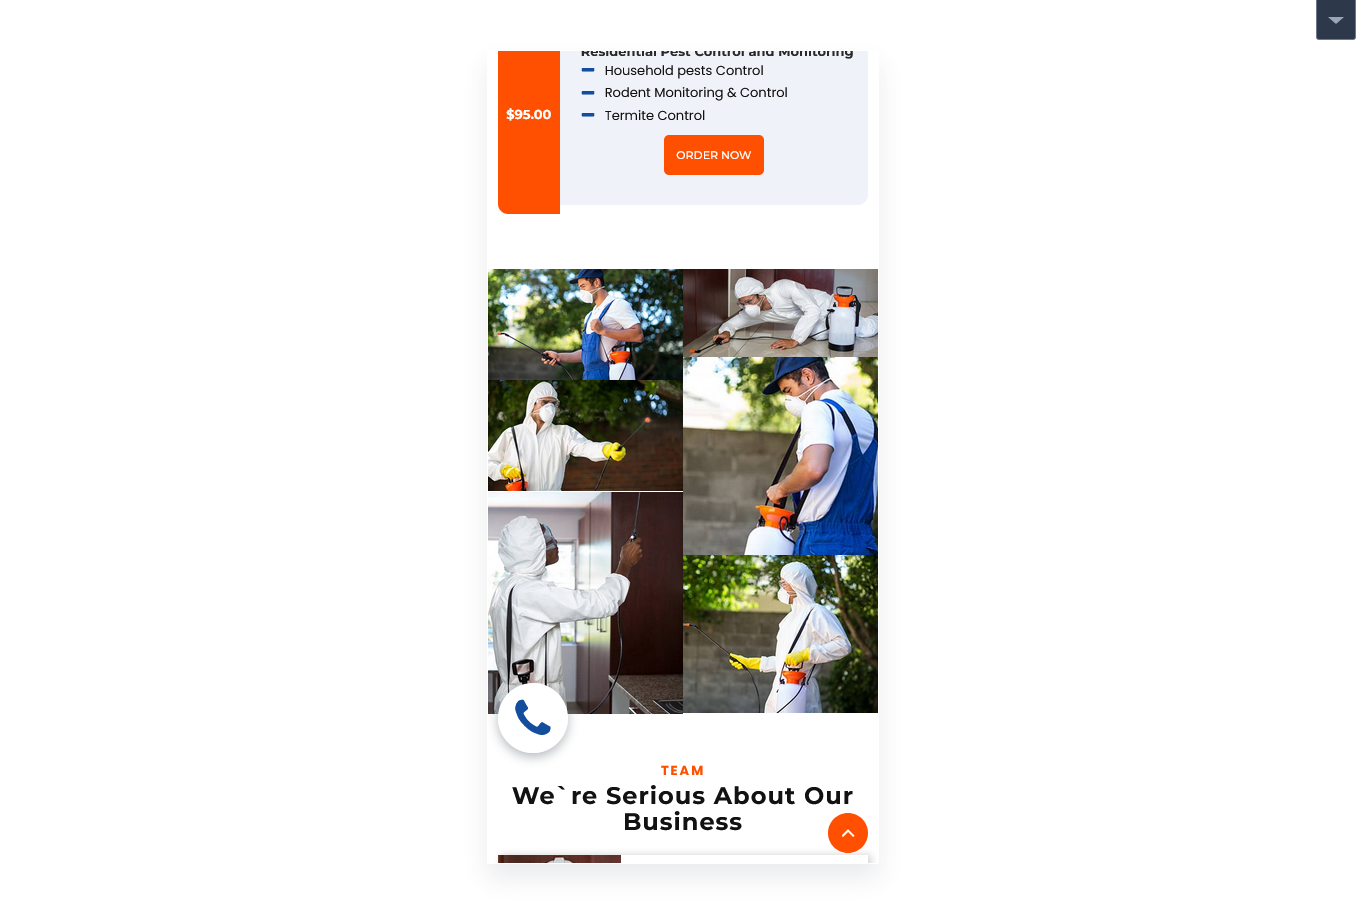 Residential Pest Control and Monitoring
Household pests Control
Rodent Monitoring & Control
Termite Control
$95.00
ORDER NOW
TEAM
We`re Serious About Our
Business